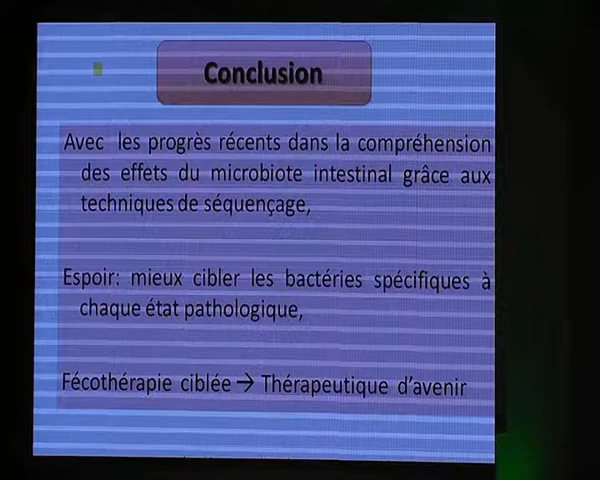 Conclusion
Avec les progrès récents dans la compréhension
des effets du microbiote intestinal grâce aux
techniques de séquençage,
Espoir: mieux cibler les bactéries spécifiques à
chaque état pathologique,
Fécothérapie ciblée → Thérapeutique d'avenir